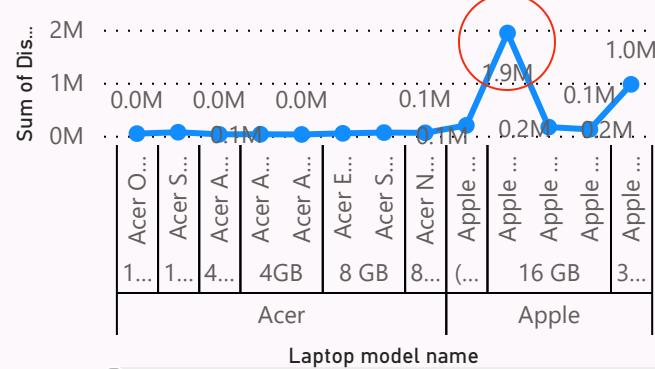 Sum of Dis...
2M
1M
0M
0.0M
0.0M
0.1M
0.0M
0.1M
0.1M
1.9M
0.2M
0.1M
0.2M
1.0M
Acer O...
Acer S...
Acer A...
Acer A...
Acer A...
Acer E...
Acer S...
Acer N...
Apple ...
Apple ...
Apple ...
Apple ...
Apple ...
1... 1... 4... 4GB 8 GB 8... (... 16 GB 3...
Acer Apple
Laptop model name